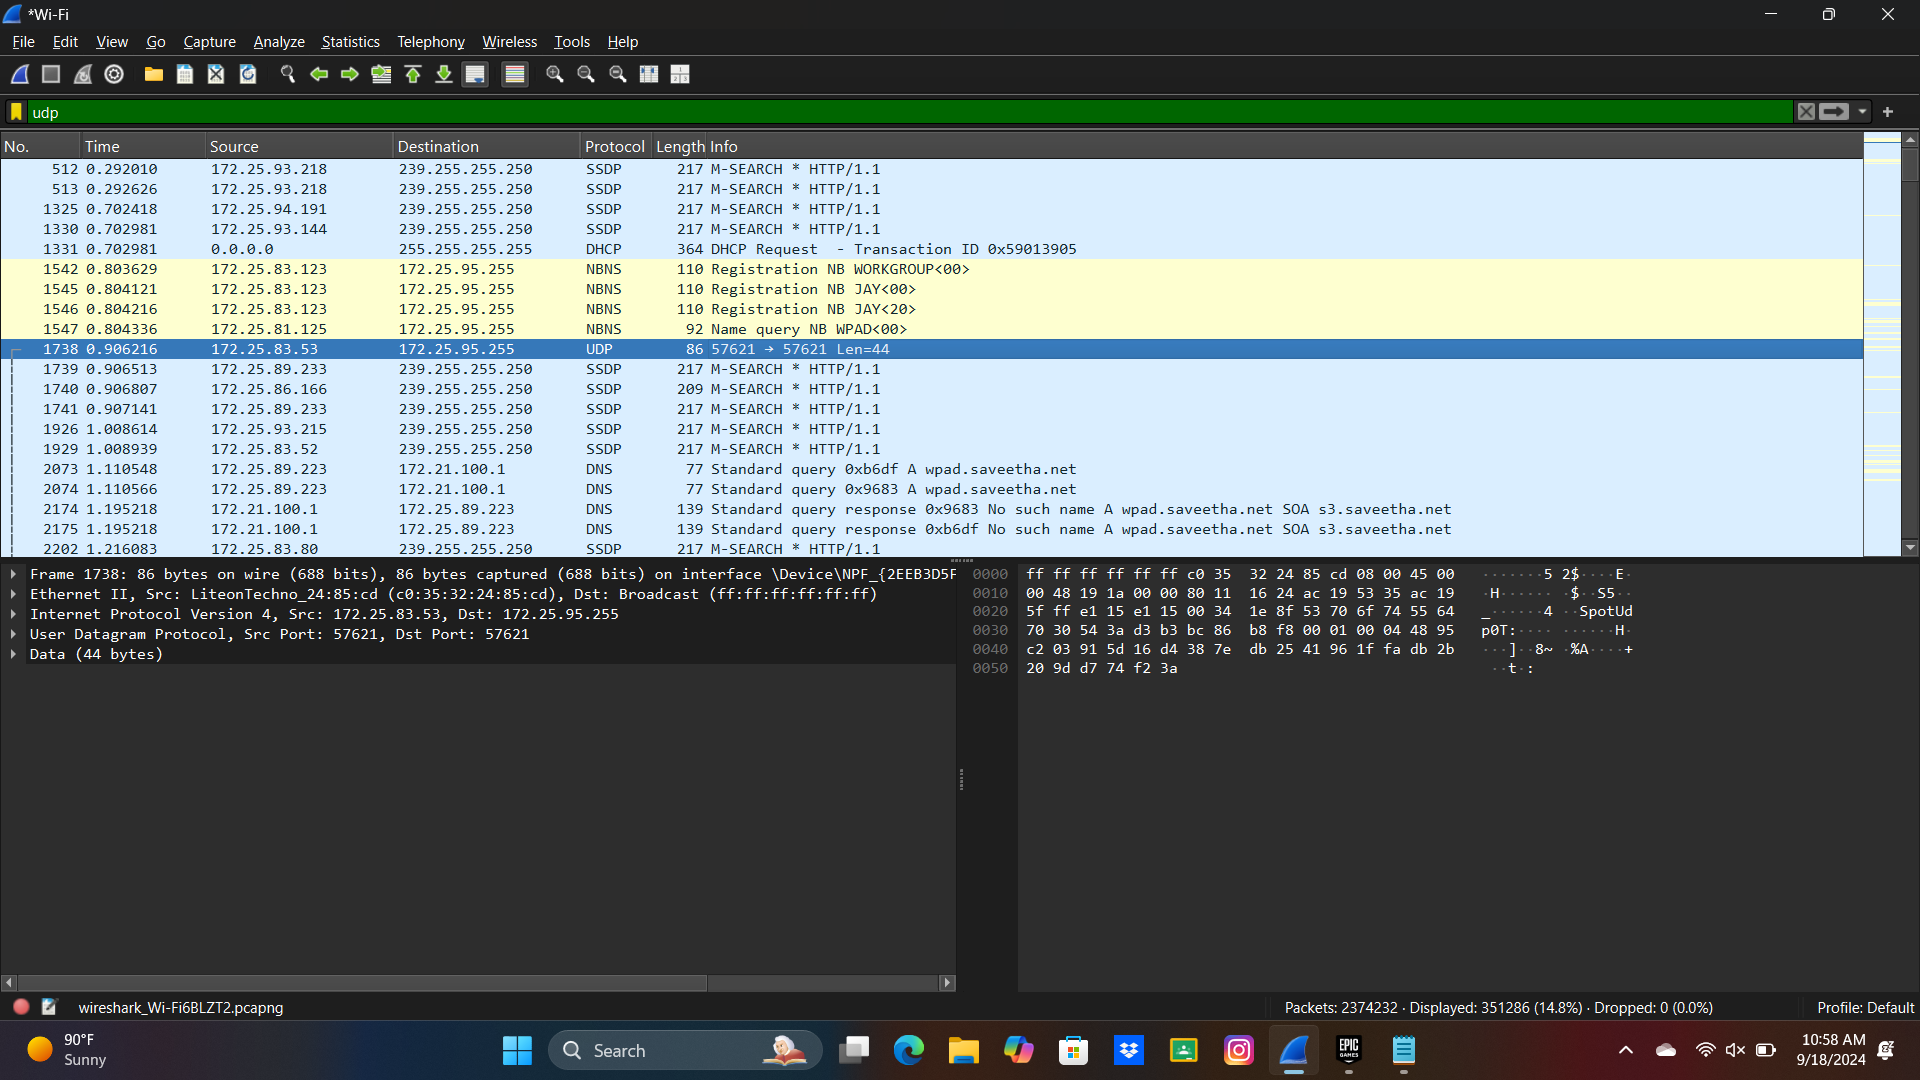 *Wi-Fi
File Edit View Go Capture Analyze Statistics Telephony Wireless Tools Help
udp
No. Time Source Destination Protocol Length Info
512 0.292010 172.25.93.218 239.255.255.250 SSDP 217 M-SEARCH * HTTP/1.1
513 0.292626 172.25.93.218 239.255.255.250 SSDP 217 M-SEARCH * HTTP/1.1
1325 0.702418 172.25.94.191 239.255.255.250 SSDP 217 M-SEARCH * HTTP/1.1
1330 0.702981 172.25.93.144 239.255.255.250 SSDP 217 M-SEARCH * HTTP/1.1
1331 0.702981 0.0.0.0 255.255.255.255 DHCP 364 DHCP Request - Transaction ID 0x59013905
1542 0.803629 172.25.83.123 172.25.95.255 NBNS 110 Registration NB WORKGROUP<00>
1545 0.804121 172.25.83.123 172.25.95.255 NBNS 110 Registration NB JAY<00>
1546 0.804216 172.25.83.123 172.25.95.255 NBNS 110 Registration NB JAY<20>
1547 0.804336 172.25.81.125 172.25.95.255 NBNS 92 Name query NB WPAD<00>
1738 0.906216 172.25.83.53 172.25.95.255 UDP 86 57621 → 57621 Len=44
1739 0.906513 172.25.89.233 239.255.255.250 SSDP 217 M-SEARCH * HTTP/1.1
1740 0.906807 172.25.86.166 239.255.255.250 SSDP 209 M-SEARCH * HTTP/1.1
1741 0.907141 172.25.89.233 239.255.255.250 SSDP 217 M-SEARCH * HTTP/1.1
1926 1.008614 172.25.93.215 239.255.255.250 SSDP 217 M-SEARCH * HTTP/1.1
1929 1.008939 172.25.83.52 239.255.255.250 SSDP 217 M-SEARCH * HTTP/1.1
2073 1.110548 172.25.89.223 172.21.100.1 DNS 77 Standard query 0xb6df A wpad.saveetha.net
2074 1.110566 172.25.89.223 172.21.100.1 DNS 77 Standard query 0x9683 A wpad.saveetha.net
2174 1.195218 172.21.100.1 172.25.89.223 DNS 139 Standard query response 0x9683 No such name A wpad.saveetha.net SOA s3.saveetha.net
2175 1.195218 172.21.100.1 172.25.89.223 DNS 139 Standard query response 0xb6df No such name A wpad.saveetha.net SOA s3.saveetha.net
2202 1.216083 172.25.83.80 239.255.255.250 SSDP 217 M-SEARCH * HTTP/1.1
Frame 1738: 86 bytes on wire (688 bits), 86 bytes captured (688 bits) on interface \Device\NPF_{2EEB3D5F
Ethernet II, Src: LiteonTechno_24:85:cd (c0:35:32:24:85:cd), Dst: Broadcast (ff:ff:ff:ff:ff:ff)
Internet Protocol Version 4, Src: 172.25.83.53, Dst: 172.25.95.255
User Datagram Protocol, Src Port: 57621, Dst Port: 57621
Data (44 bytes)
0000 ff ff ff ff ff ff c0 35 32 24 85 cd 08 00 45 00 ·······5 2$····E·
0010 00 48 19 1a 00 00 80 11 16 24 ac 19 53 35 ac 19 ·H······ ·$··S5··
0020 5f ff e1 15 e1 15 00 34 1e 8f 53 70 6f 74 55 64 _······4 ··SpotUd
0030 70 30 54 3a d3 b3 bc 86 b8 f8 00 01 00 04 48 95 p0T:···· ······H·
0040 c2 03 91 5d 16 d4 38 7e db 25 41 96 1f fa db 2b ···]··8~ ·%A····+
0050 20 9d d7 74 f2 3a ··t·:
wireshark_Wi-Fi6BLZT2.pcapng
Packets: 2374232 · Displayed: 351286 (14.8%) · Dropped: 0 (0.0%)
Profile: Default
90°F
Sunny
Search
EPIC
GAMES
10:58 AM
9/18/2024